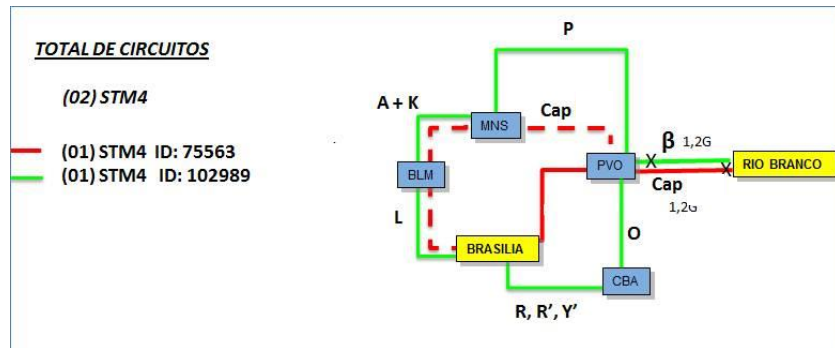 TOTAL DE CIRCUITOS
(02) STM4
(01) STM4 ID: 75563
(01) STM4 ID: 102989
P
A + K
Cap
MNS
β 1,2G
X
BLM
PVO
X
RIO BRANCO
Cap
1,2G
L
O
BRASILIA
CBA
R, R’, Y’